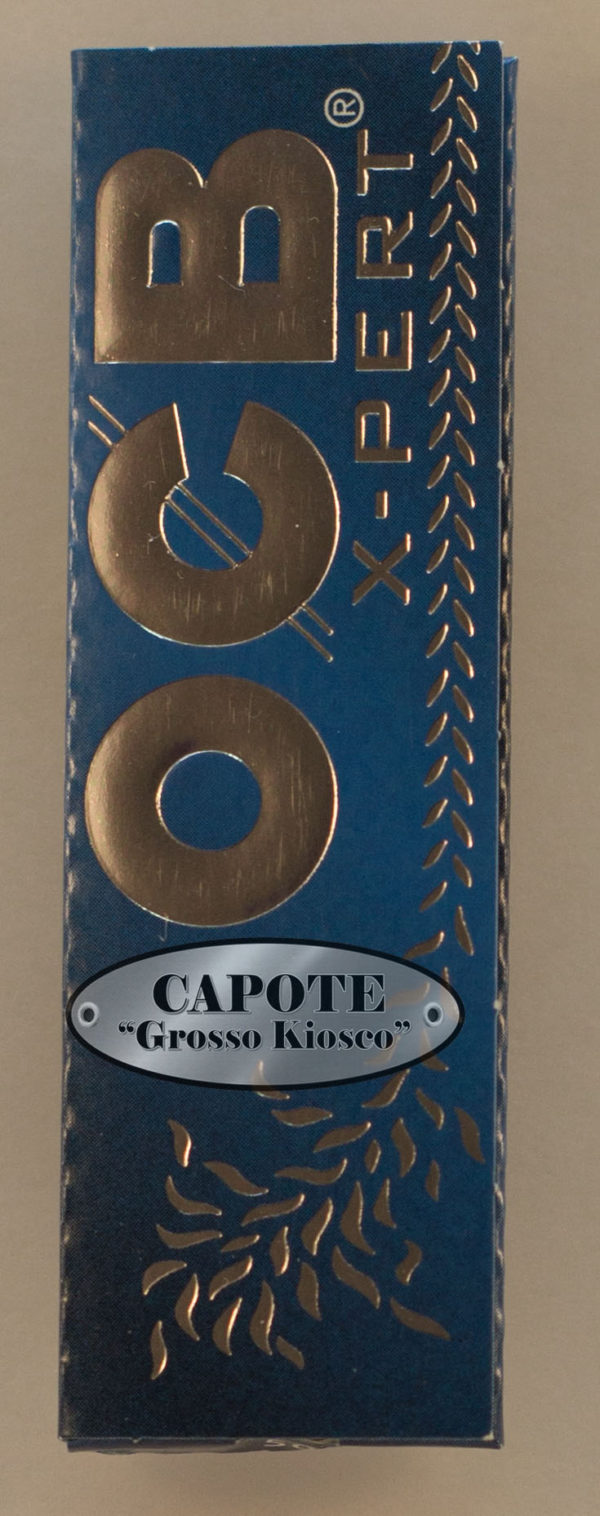 OCB®
X-PERT
CAPOTE
“Grosso Kiosco”